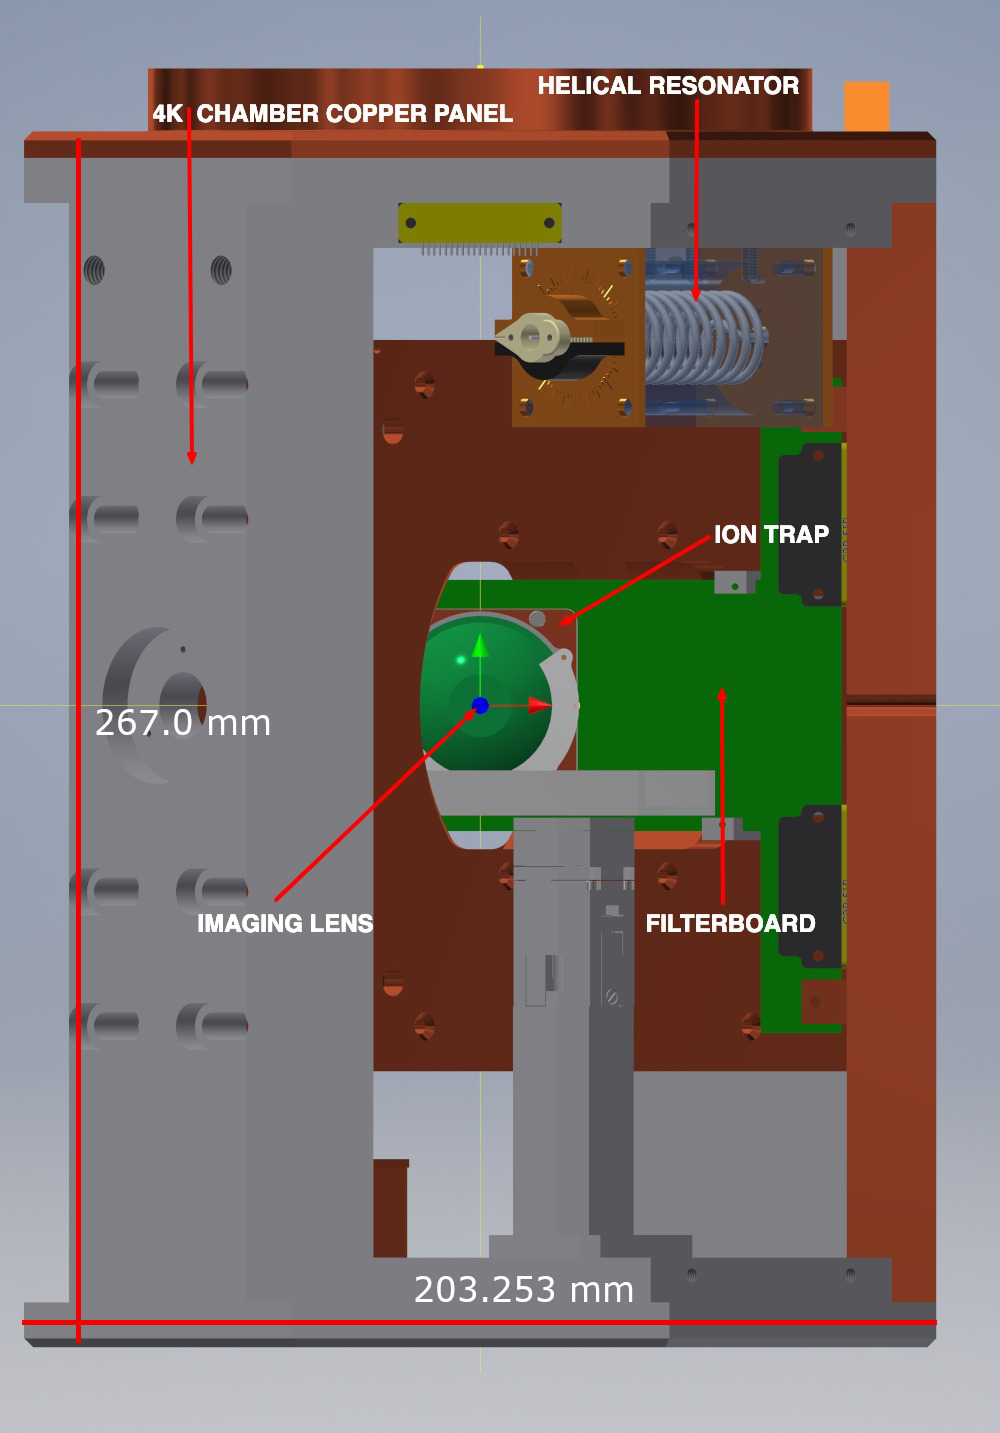 HELICAL RESONATOR
4K CHAMBER COPPER PANEL
ION TRAP
267.0 mm
IMAGING LENS
FILTERBOARD
203.253 mm